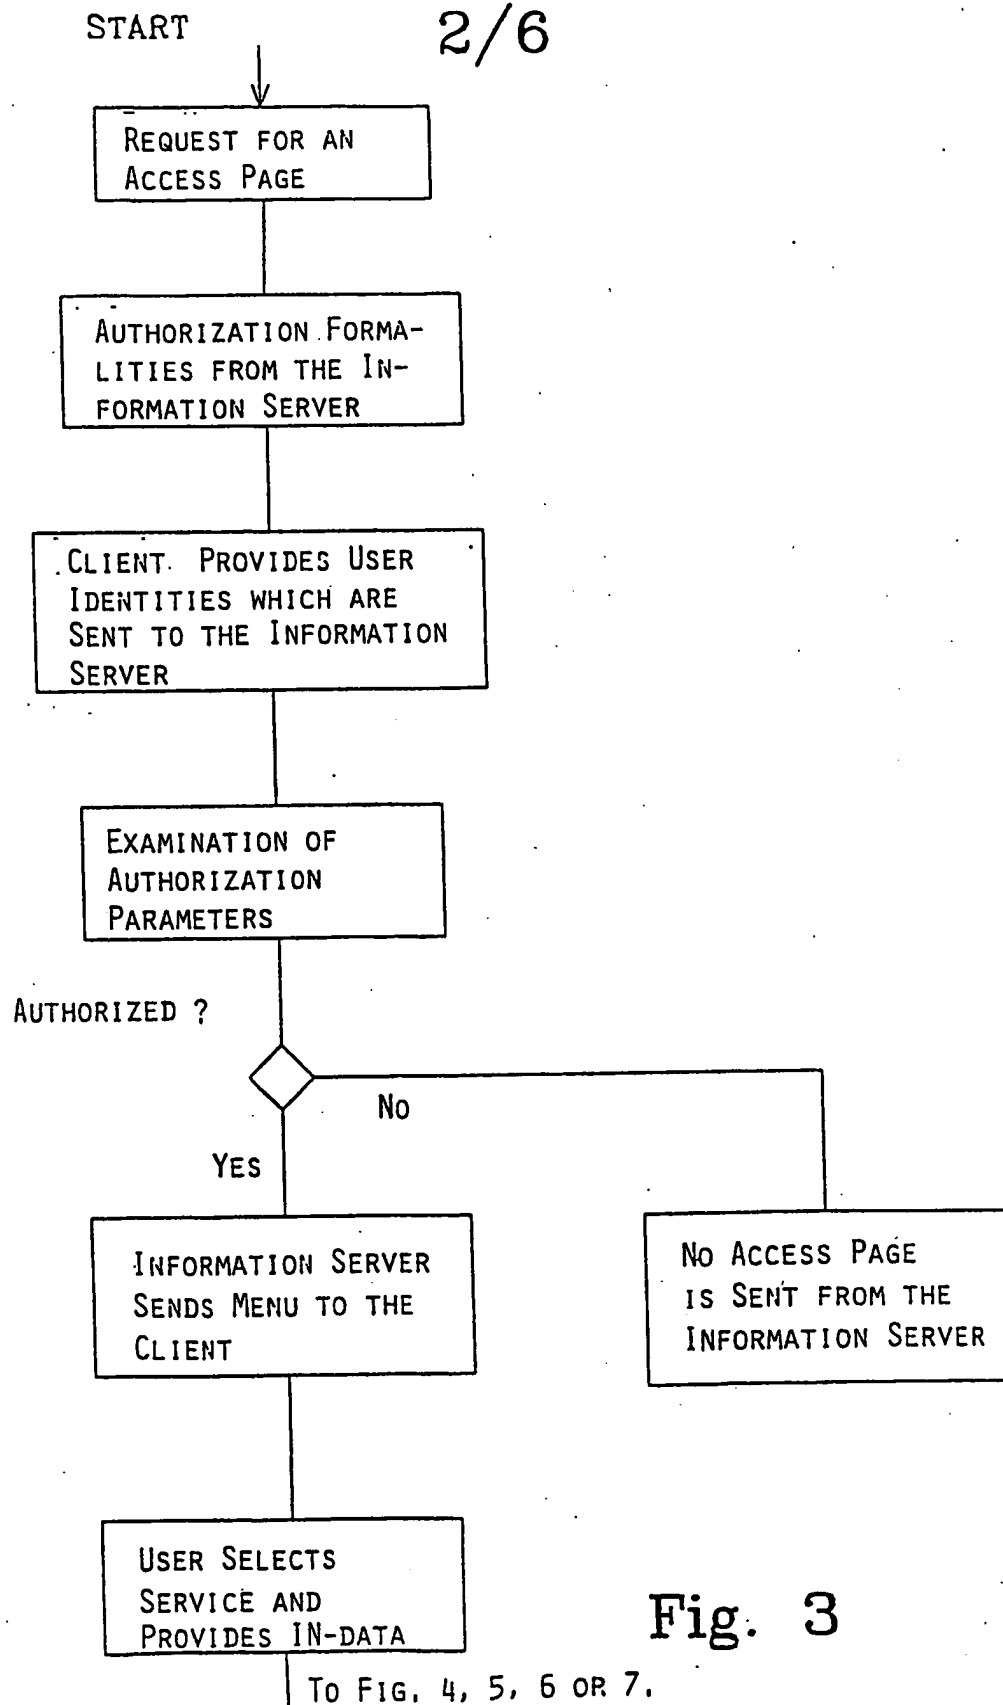 START
2/6
REQUEST FOR AN
ACCESS PAGE
AUTHORIZATION FORMA-
LITIES FROM THE IN-
FORMATION SERVER
CLIENT PROVIDES USER
IDENTITIES WHICH ARE
SENT TO THE INFORMATION
SERVER
EXAMINATION OF
AUTHORIZATION
PARAMETERS
AUTHORIZED ?
NO
YES
INFORMATION SERVER
SENDS MENU TO THE
CLIENT
NO ACCESS PAGE
IS SENT FROM THE
INFORMATION SERVER
USER SELECTS
SERVICE AND
PROVIDES IN-DATA
Fig. 3
TO FIG. 4, 5, 6 OR 7.